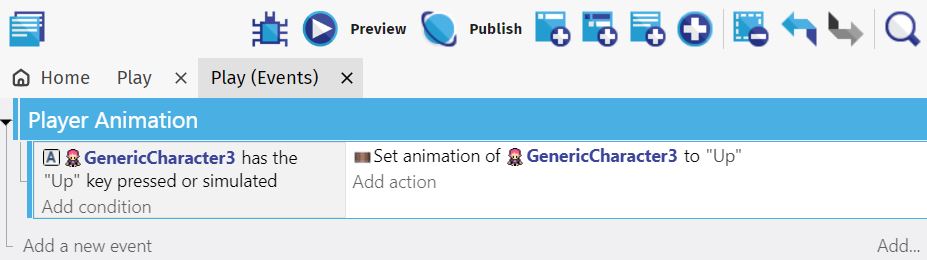 Preview
Publish
Home
Play
Play (Events)
Player Animation
A GenericCharacter3 has the
"Up" key pressed or simulated
Add condition
Set animation of GenericCharacter3 to "Up"
Add action
Add a new event
Add...